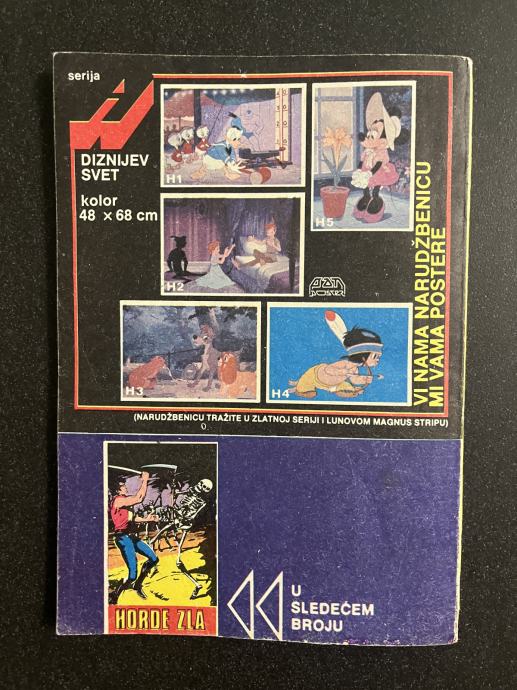 serija
DIZNIJEV
SVET
kolor
48 × 68 cm
H1
H5
H2
H3
H4
VI NAMA NARUDŽBENICU
MI VAMA POSTERE
(NARUDŽBENICU TRAŽITE U ZLATNOJ SERIJI I LUNOVOM MAGNUS STRIPU)
HORDE ZLA
U
SLEDEĆEM
BROJU